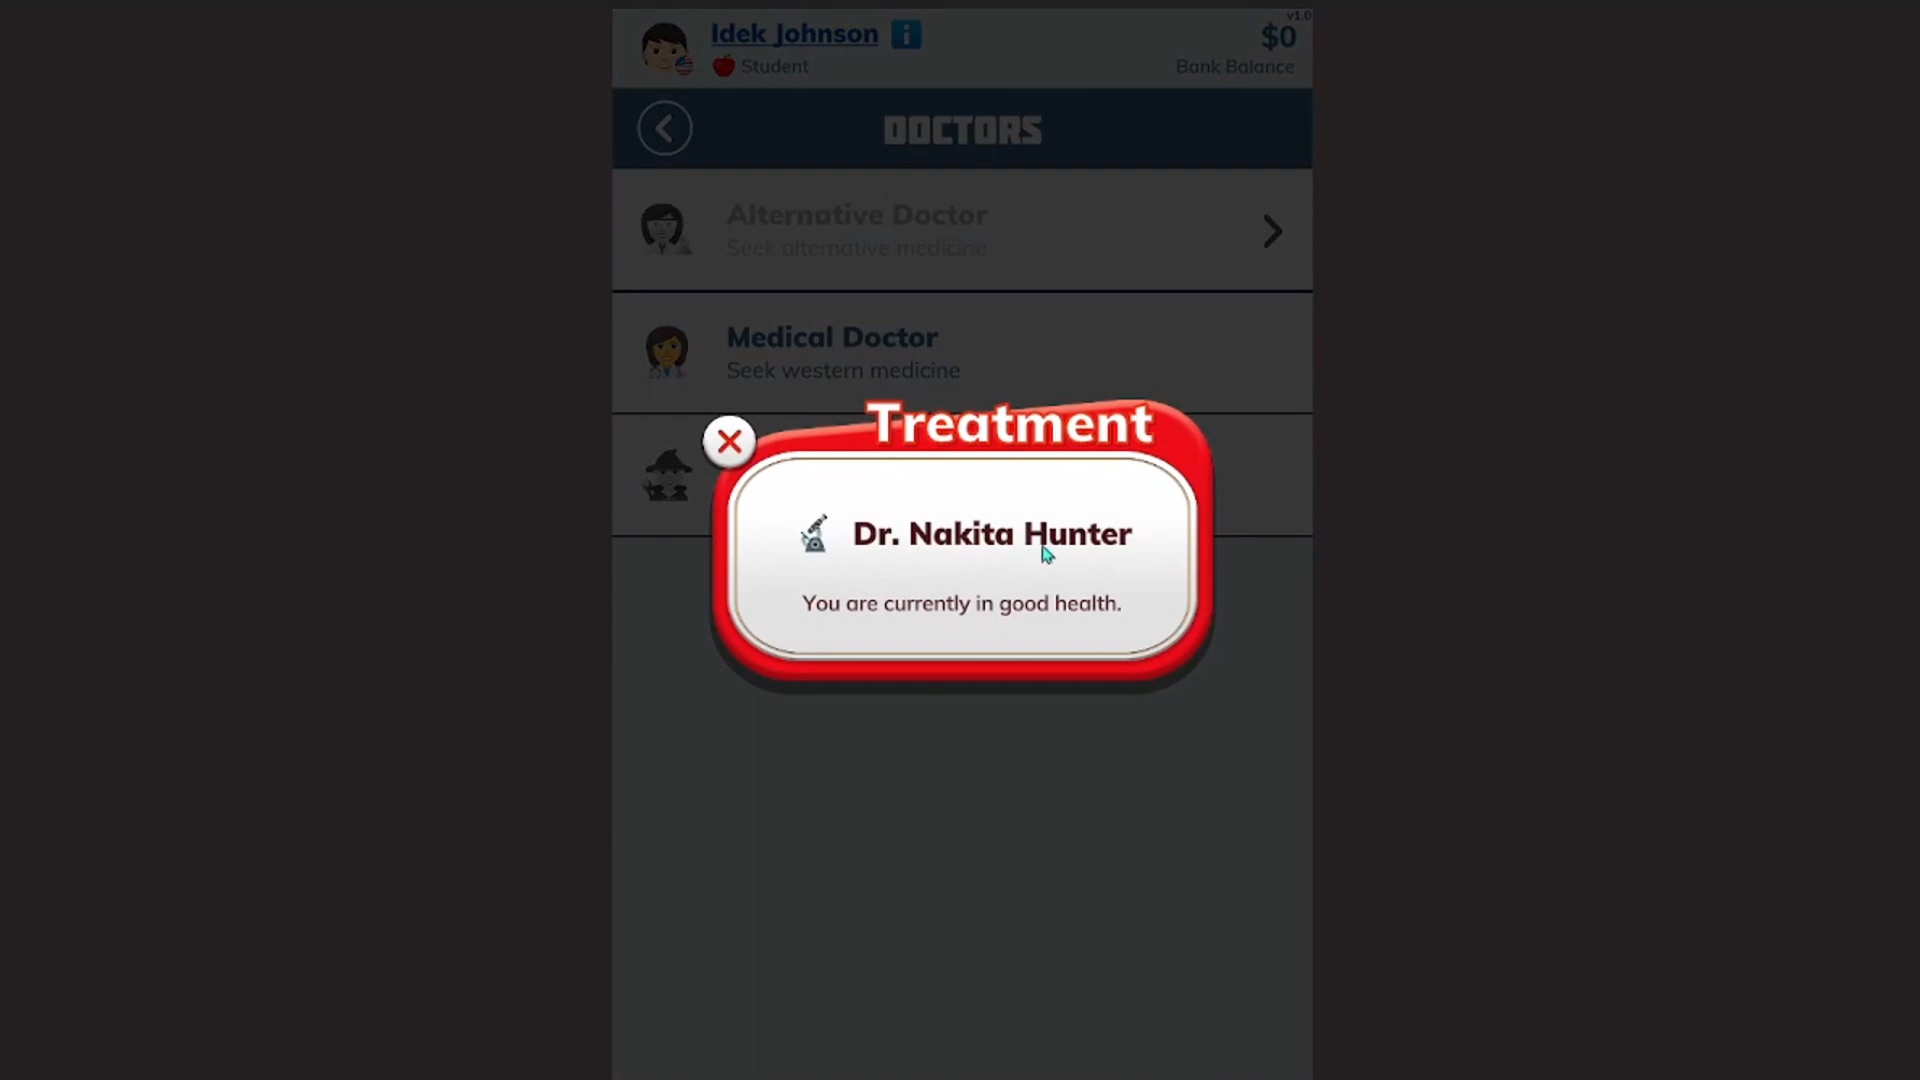 v1.0
Idek Johnson
$0
Student
Bank Balance
DOCTORS
Alternative Doctor
Seek alternative medicine
Medical Doctor
Seek western medicine
Treatment
Dr. Nakita Hunter
You are currently in good health.